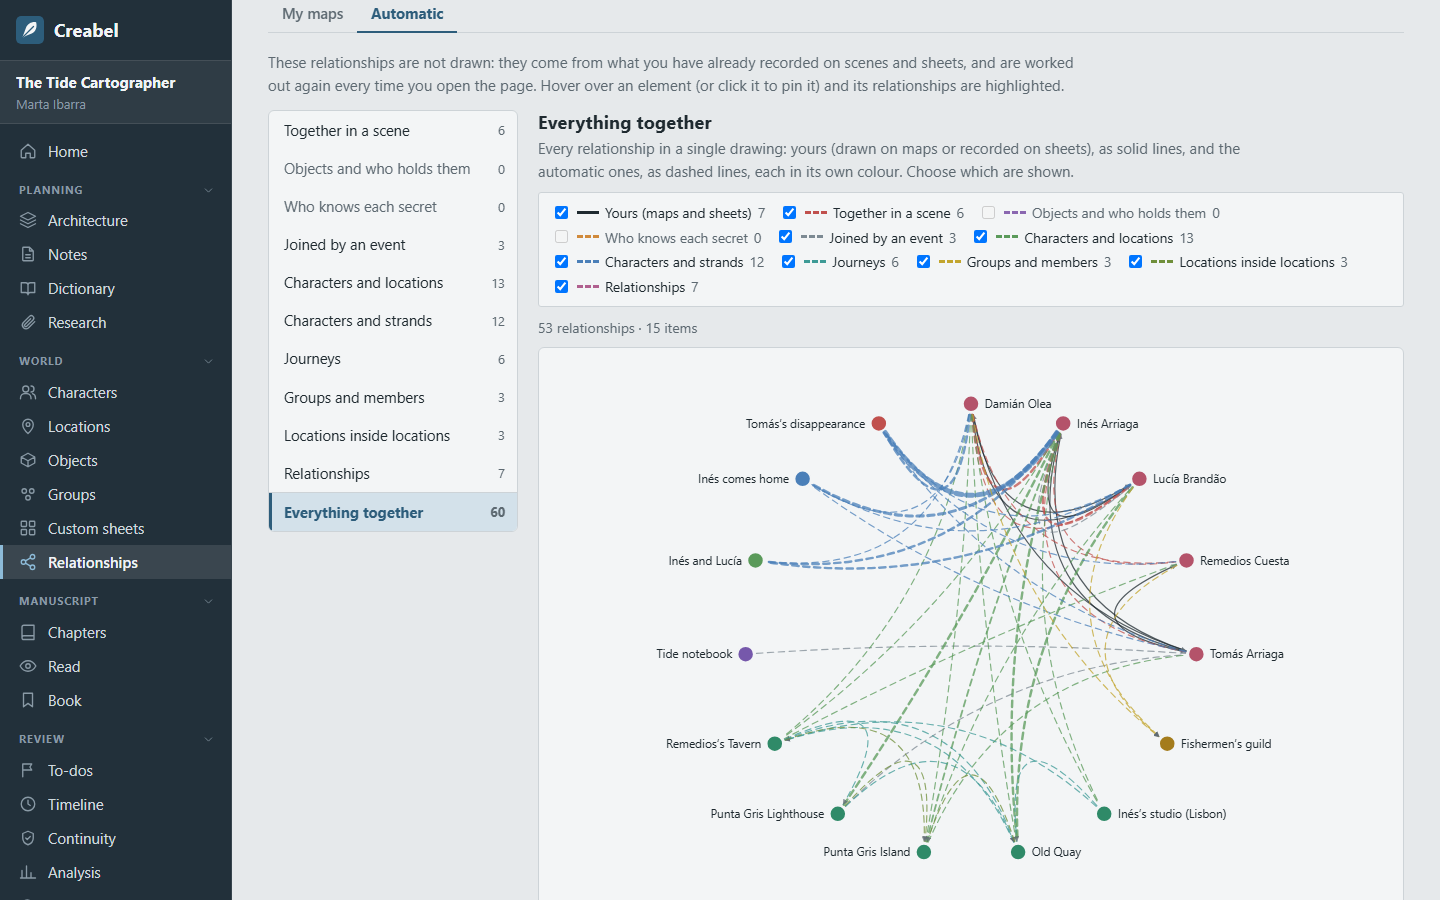 Creabel
The Tide Cartographer
Marta Ibarra
Home
PLANNING
Architecture
Notes
Dictionary
Research
WORLD
Characters
Locations
Objects
Groups
Custom sheets
Relationships
MANUSCRIPT
Chapters
Read
Book
REVIEW
To-dos
Timeline
Continuity
Analysis
My maps
Automatic
These relationships are not drawn: they come from what you have already recorded on scenes and sheets, and are worked
out again every time you open the page. Hover over an element (or click it to pin it) and its relationships are highlighted.
Together in a scene 6
Objects and who holds them 0
Who knows each secret 0
Joined by an event 3
Characters and locations 13
Characters and strands 12
Journeys 6
Groups and members 3
Locations inside locations 3
Relationships 7
Everything together 60
Everything together
Every relationship in a single drawing: yours (drawn on maps or recorded on sheets), as solid lines, and the
automatic ones, as dashed lines, each in its own colour. Choose which are shown.
Yours (maps and sheets) 7 Together in a scene 6 Objects and who holds them 0
Who knows each secret 0 Joined by an event 3 Characters and locations 13
Characters and strands 12 Journeys 6 Groups and members 3 Locations inside locations 3
Relationships 7
53 relationships · 15 items
Damián Olea
Tomás's disappearance
Inés Arriaga
Inés comes home
Lucía Brandão
Inés and Lucía
Remedios Cuesta
Tide notebook
Tomás Arriaga
Remedios's Tavern
Fishermen's guild
Punta Gris Lighthouse
Inés's studio (Lisbon)
Punta Gris Island
Old Quay